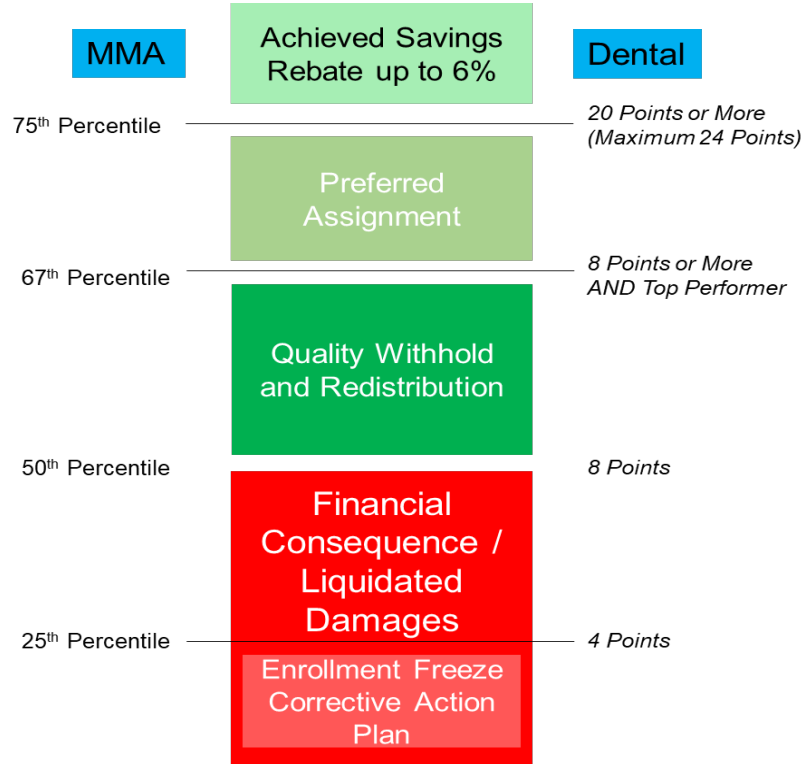 MMA
Achieved Savings
Rebate up to 6%
Dental
75th Percentile
20 Points or More
(Maximum 24 Points)
Preferred
Assignment
67th Percentile
8 Points or More
AND Top Performer
Quality Withhold
and Redistribution
50th Percentile
8 Points
Financial
Consequence /
Liquidated
Damages
25th Percentile
4 Points
Enrollment Freeze
Corrective Action
Plan